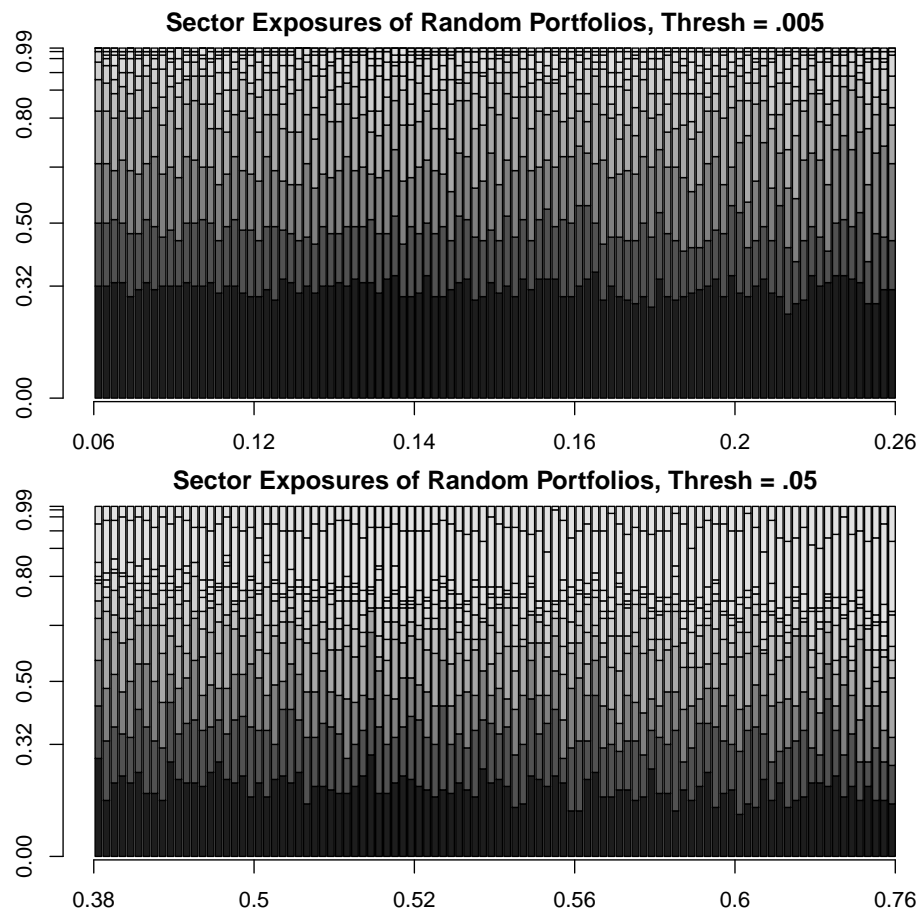 Sector Exposures of Random Portfolios, Thresh = .005
0.99
0.80
0.50
0.32
0.00
0.06 0.12 0.14 0.16 0.2 0.26
Sector Exposures of Random Portfolios, Thresh = .05
0.99
0.80
0.50
0.32
0.00
0.38 0.5 0.52 0.56 0.6 0.76